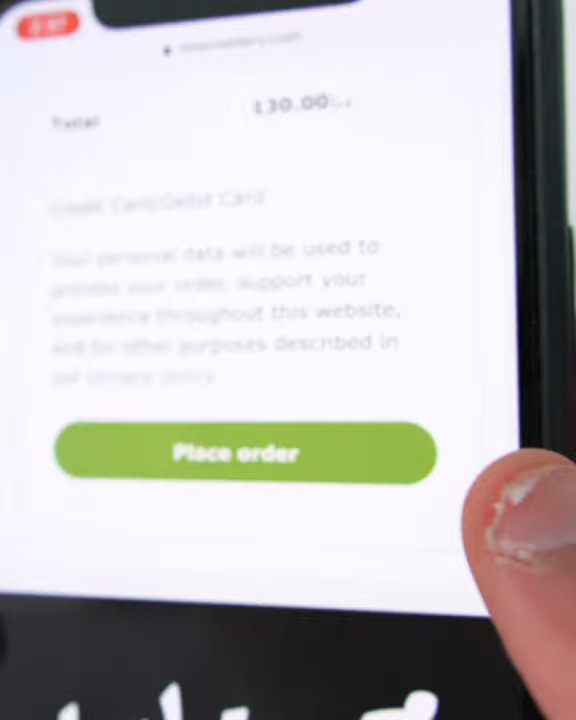 Total 130.00
Credit Card/Debit Card
Your personal data will be used to
process your order, support your
experience throughout this website,
and for other purposes described in
our privacy policy.
Place order